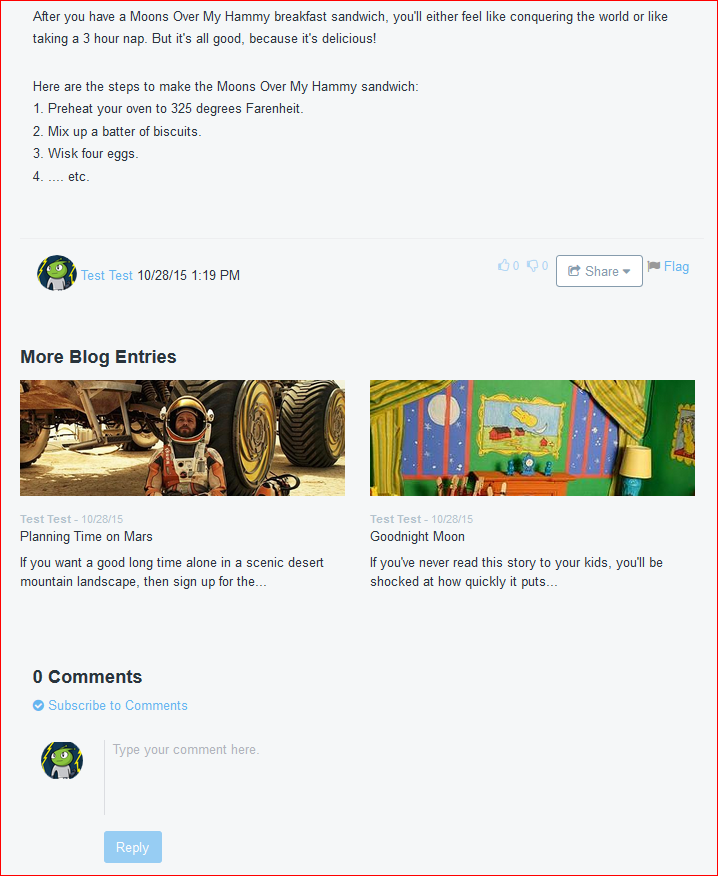 After you have a Moons Over My Hammy breakfast sandwich, you'll either feel like conquering the world or like
taking a 3 hour nap. But it's all good, because it's delicious!
Here are the steps to make the Moons Over My Hammy sandwich:
1. Preheat your oven to 325 degrees Farenheit.
2. Mix up a batter of biscuits.
3. Wisk four eggs.
4. .... etc.
Test Test 10/28/15 1:19 PM
0 0 Share Flag
More Blog Entries
Test Test - 10/28/15
Planning Time on Mars
If you want a good long time alone in a scenic desert
mountain landscape, then sign up for the...
Test Test - 10/28/15
Goodnight Moon
If you've never read this story to your kids, you'll be
shocked at how quickly it puts...
0 Comments
Subscribe to Comments
Type your comment here.
Reply